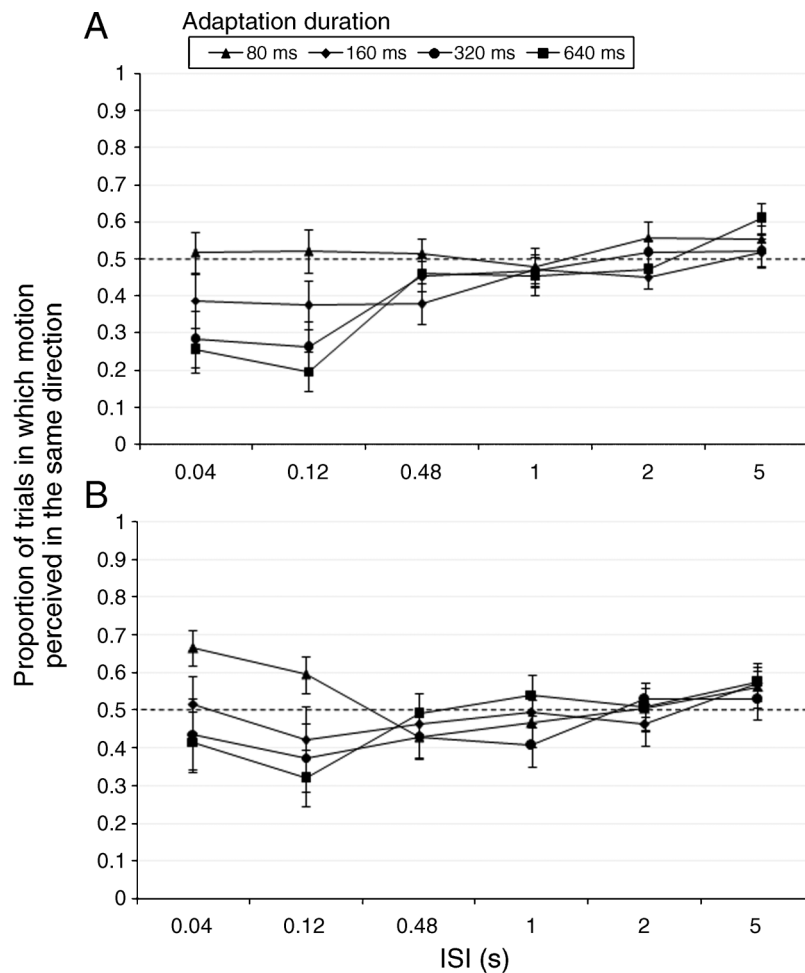 A
Adaptation duration
80 ms 160 ms 320 ms 640 ms
1
0.9
0.8
0.7
0.6
0.5
0.4
0.3
0.2
0.1
0
0.04 0.12 0.48 1 2 5
B
1
0.9
0.8
0.7
0.6
0.5
0.4
0.3
0.2
0.1
0
0.04 0.12 0.48 1 2 5
ISI (s)
Proportion of trials in which motion
perceived in the same direction